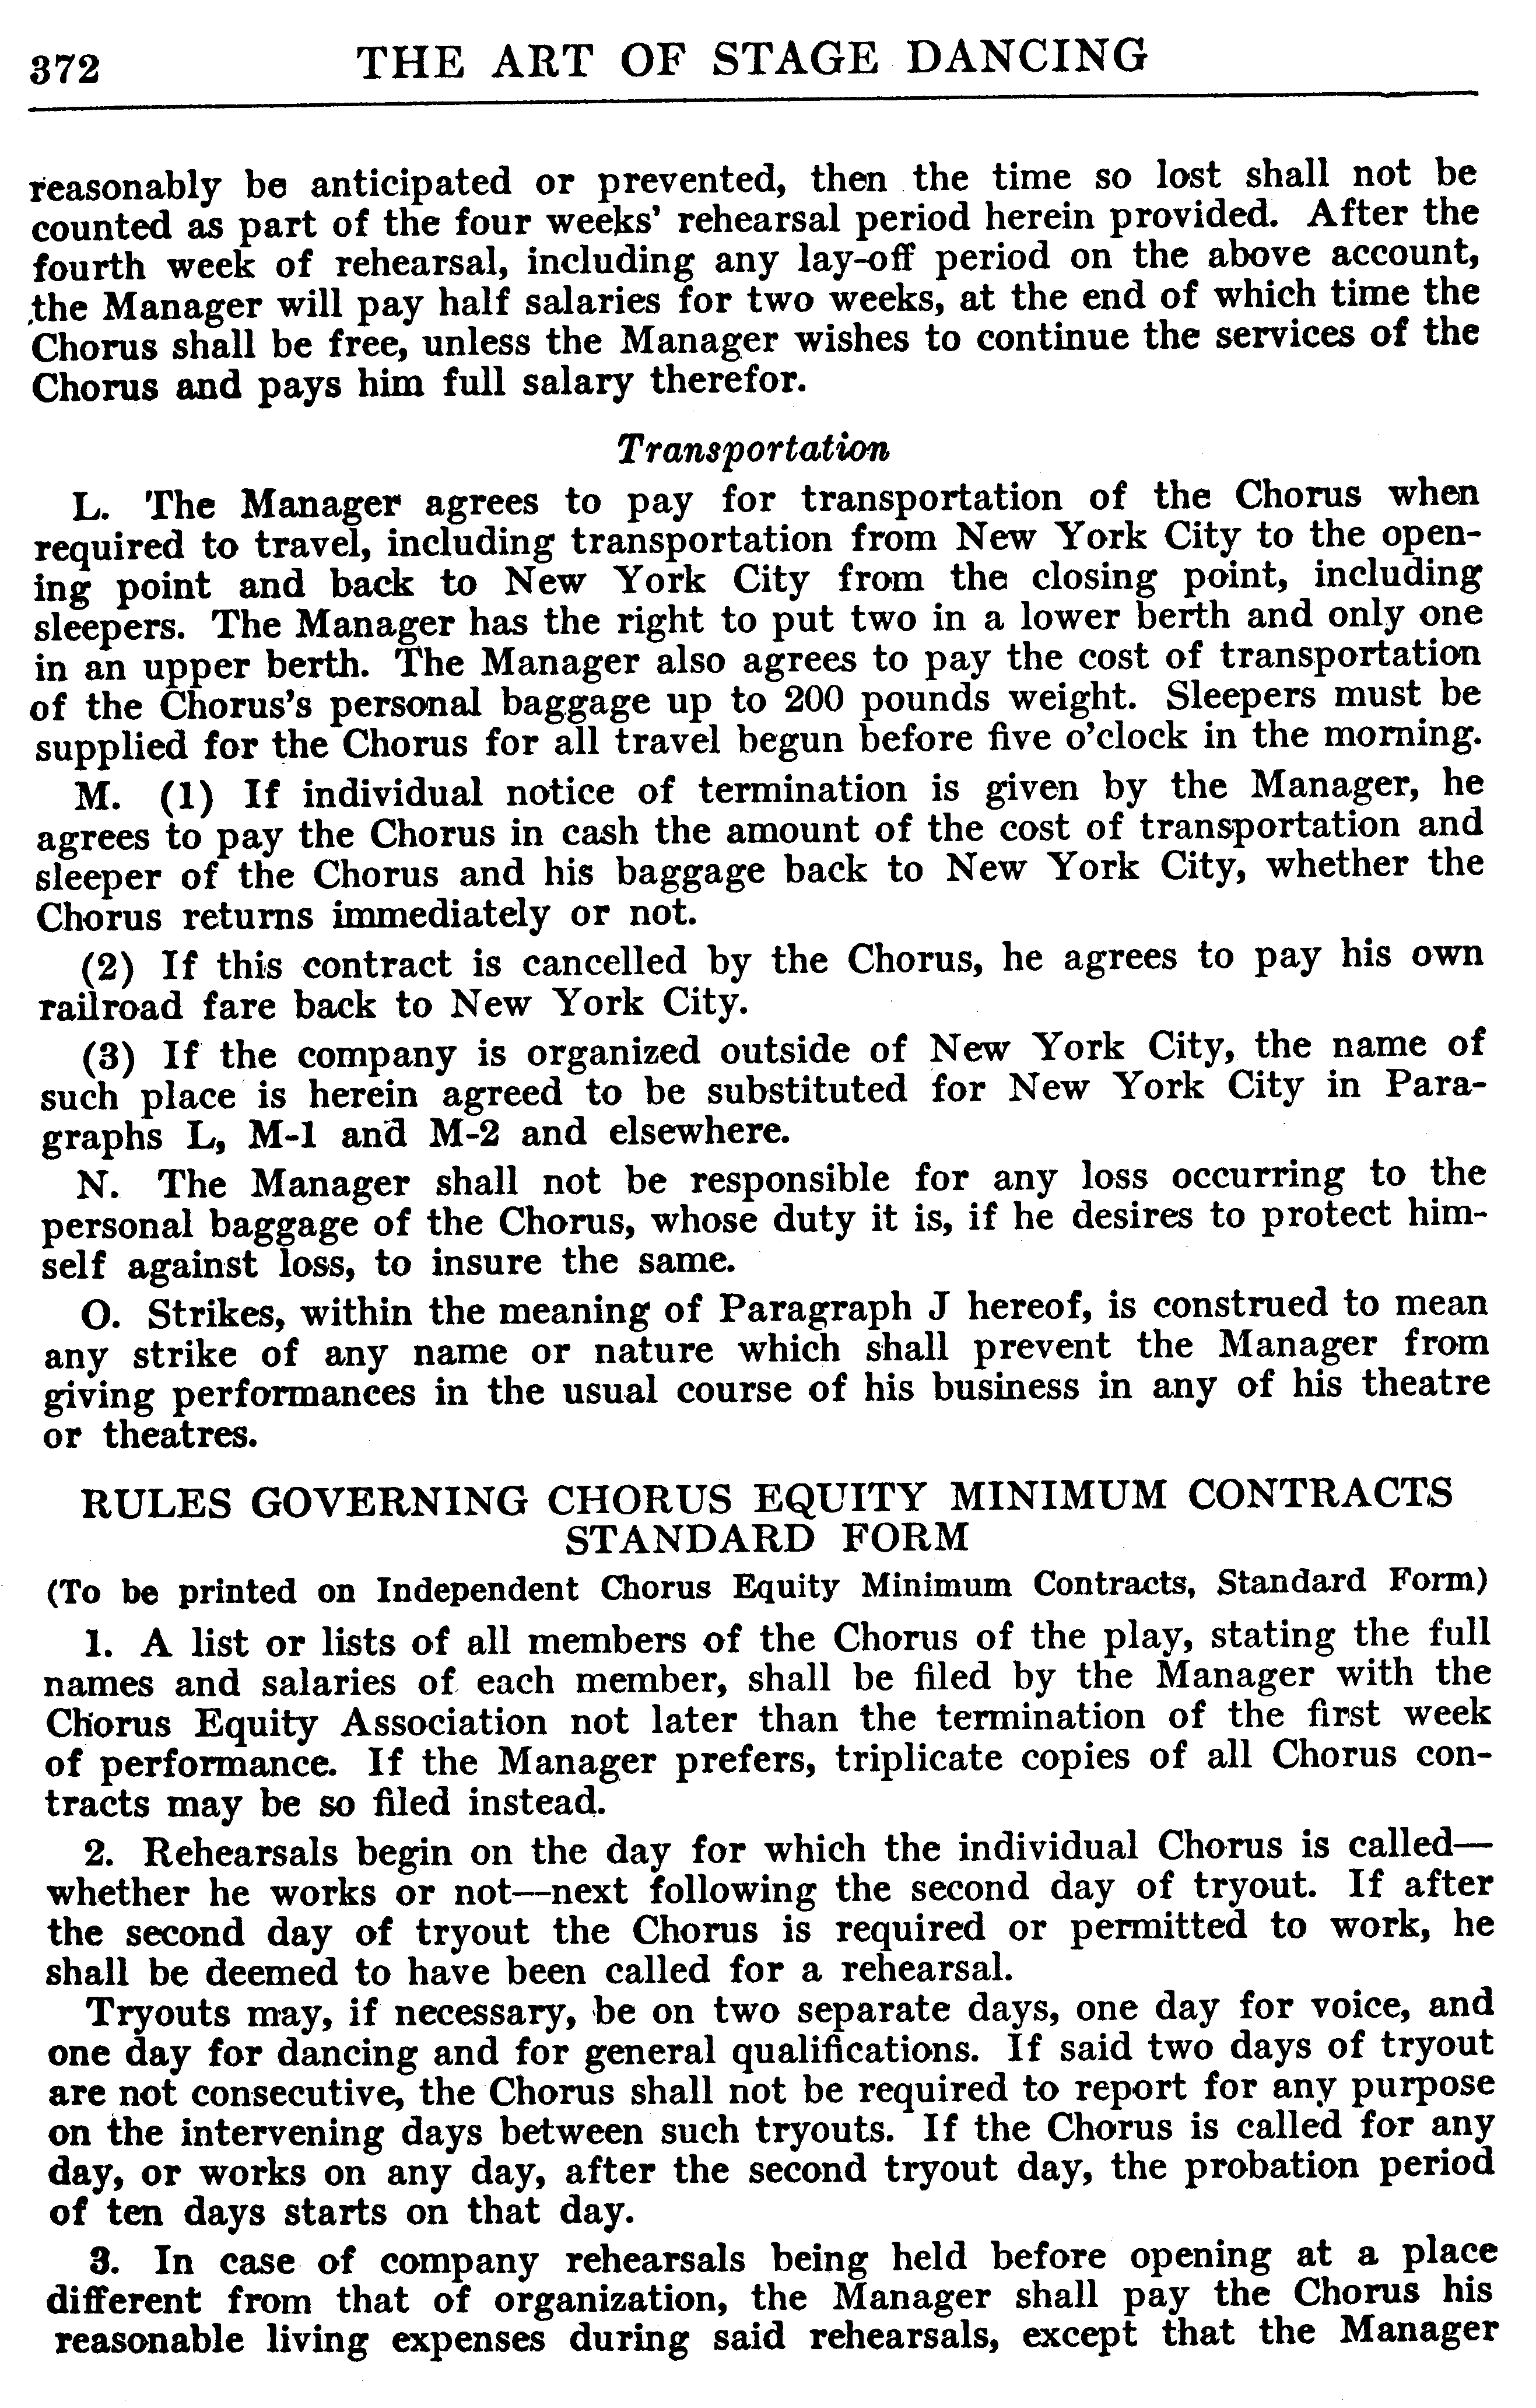 372 THE ART OF STAGE DANCING
reasonably be anticipated or prevented, then the time so lost shall not be
counted as part of the four weeks' rehearsal period herein provided. After the
fourth week of rehearsal, including any lay-off period on the above account,
the Manager will pay half salaries for two weeks, at the end of which time the
Chorus shall be free, unless the Manager wishes to continue the services of the
Chorus and pays him full salary therefor.
Transportation
L. The Manager agrees to pay for transportation of the Chorus when
required to travel, including transportation from New York City to the open-
ing point and back to New York City from the closing point, including
sleepers. The Manager has the right to put two in a lower berth and only one
in an upper berth. The Manager also agrees to pay the cost of transportation
of the Chorus's personal baggage up to 200 pounds weight. Sleepers must be
supplied for the Chorus for all travel begun before five o'clock in the morning.
M. (1) If individual notice of termination is given by the Manager, he
agrees to pay the Chorus in cash the amount of the cost of transportation and
sleeper of the Chorus and his baggage back to New York City, whether the
Chorus returns immediately or not.
(2) If this contract is cancelled by the Chorus, he agrees to pay his own
railroad fare back to New York City.
(3) If the company is organized outside of New York City, the name of
such place is herein agreed to be substituted for New York City in Para-
graphs L, M-1 and M-2 and elsewhere.
N. The Manager shall not be responsible for any loss occurring to the
personal baggage of the Chorus, whose duty it is, if he desires to protect him-
self against loss, to insure the same.
O. Strikes, within the meaning of Paragraph J hereof, is construed to mean
any strike of any name or nature which shall prevent the Manager from
giving performances in the usual course of his business in any of his theatre
or theatres.
RULES GOVERNING CHORUS EQUITY MINIMUM CONTRACTS
STANDARD FORM
(To be printed on Independent Chorus Equity Minimum Contracts, Standard Form)
1. A list or lists of all members of the Chorus of the play, stating the full
names and salaries of each member, shall be filed by the Manager with the
Chorus Equity Association not later than the termination of the first week
of performance. If the Manager prefers, triplicate copies of all Chorus con-
tracts may be so filed instead.
2. Rehearsals begin on the day for which the individual Chorus is called—
whether he works or not—next following the second day of tryout. If after
the second day of tryout the Chorus is required or permitted to work, he
shall be deemed to have been called for a rehearsal.
Tryouts may, if necessary, be on two separate days, one day for voice, and
one day for dancing and for general qualifications. If said two days of tryout
are not consecutive, the Chorus shall not be required to report for any purpose
on the intervening days between such tryouts. If the Chorus is called for any
day, or works on any day, after the second tryout day, the probation period
of ten days starts on that day.
3. In case of company rehearsals being held before opening at a place
different from that of organization, the Manager shall pay the Chorus his
reasonable living expenses during said rehearsals, except that the Manager